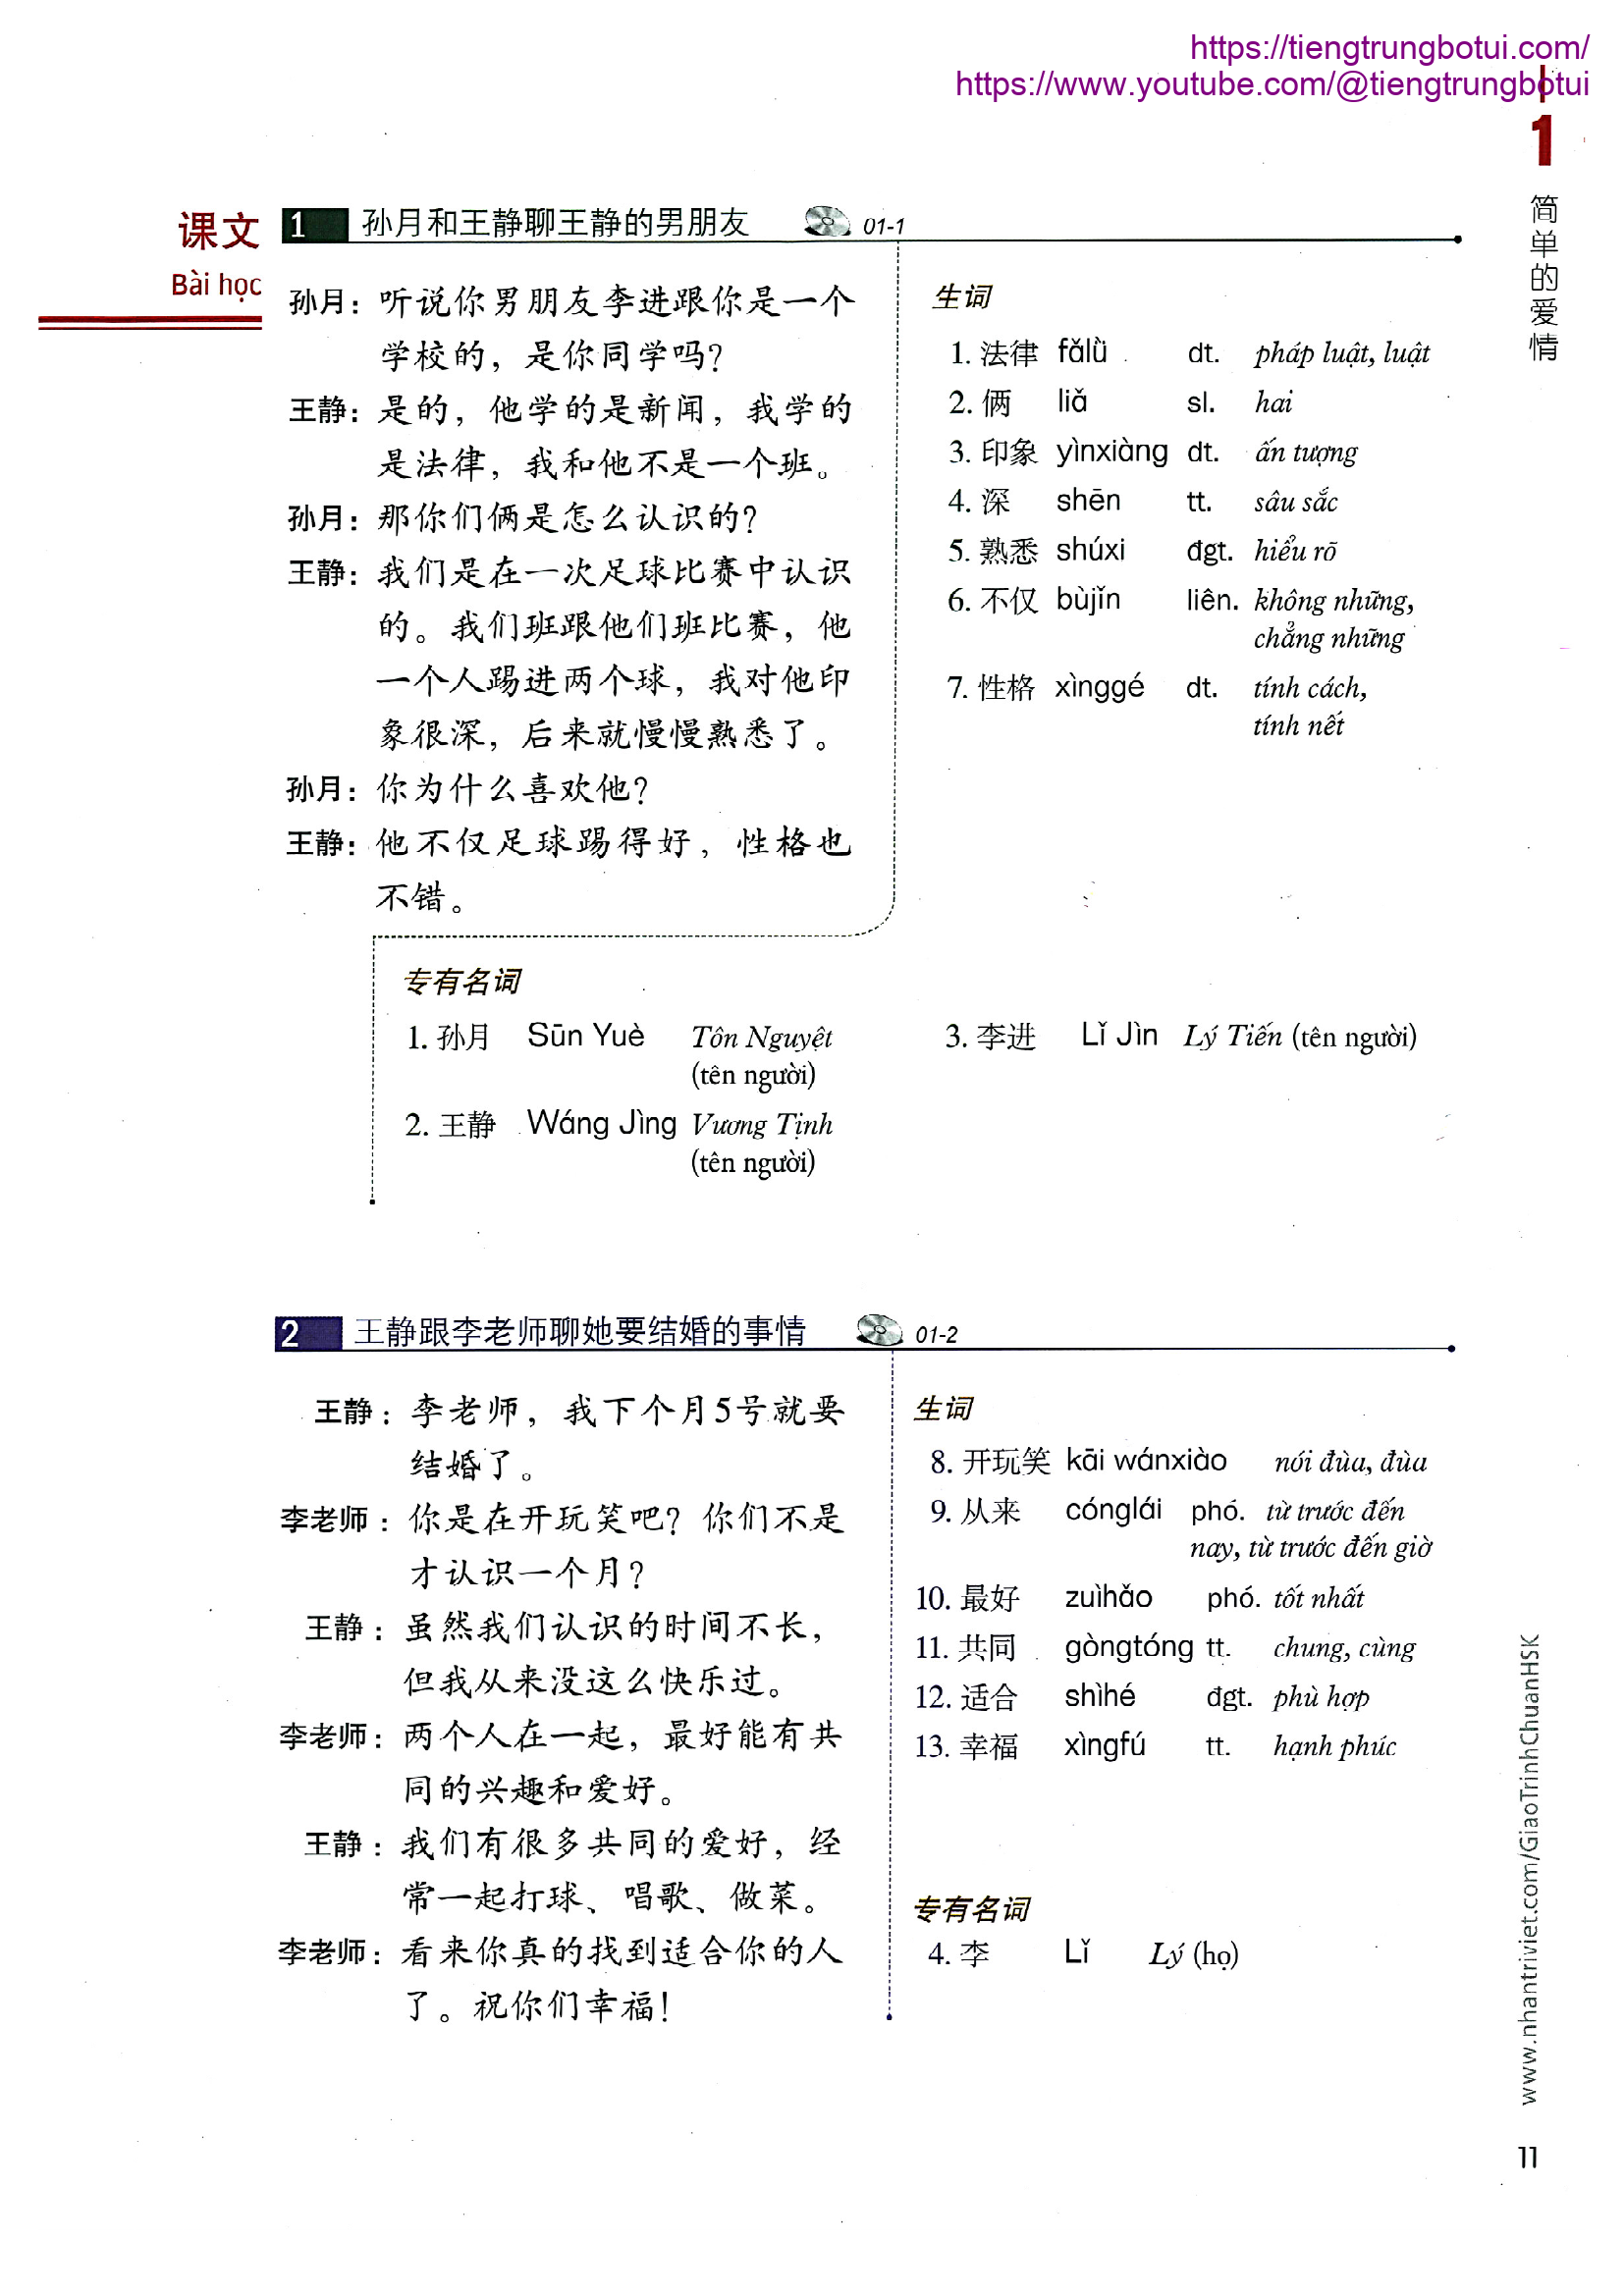 https://tiengtrungbotui.com/
https://www.youtube.com/@tiengtrungbotui
1
简单的爱情
课文
Bài học
1 孙月和王静聊王静的男朋友 01-1
孙月：听说你男朋友李进跟你是一个
学校的，是你同学吗？
王静：是的，他学的是新闻，我学的
是法律，我和他不是一个班。
孙月：那你们俩是怎么认识的？
王静：我们是在一次足球比赛中认识
的。我们班跟他们班比赛，他
一个人踢进两个球，我对他印
象很深，后来就慢慢熟悉了。
孙月：你为什么喜欢他？
王静：他不仅足球踢得好，性格也
不错。
生词
1. 法律 fǎlǜ dt. pháp luật, luật
2. 俩 liǎ sl. hai
3. 印象 yìnxiàng dt. ấn tượng
4. 深 shēn tt. sâu sắc
5. 熟悉 shúxi đgt. hiểu rõ
6. 不仅 bùjǐn liên. không những,
chẳng những
7. 性格 xìnggé dt. tính cách,
tính nết
专有名词
1. 孙月 Sūn Yuè Tôn Nguyệt
(tên người)
2. 王静 Wáng Jìng Vương Tịnh
(tên người)
3. 李进 Lǐ Jìn Lý Tiến (tên người)
2 王静跟李老师聊她要结婚的事情 01-2
王静：李老师，我下个月5号就要
结婚了。
李老师：你是在开玩笑吧？你们不是
才认识一个月？
王静：虽然我们认识的时间不长，
但我从来没这么快乐过。
李老师：两个人在一起，最好能有共
同的兴趣和爱好。
王静：我们有很多共同的爱好，经
常一起打球、唱歌、做菜。
李老师：看来你真的找到适合你的人
了。祝你们幸福！
生词
8. 开玩笑 kāi wánxiào nói đùa, đùa
9. 从来 cónglái phó. từ trước đến
nay, từ trước đến giờ
10. 最好 zuìhǎo phó. tốt nhất
11. 共同 gòngtóng tt. chung, cùng
12. 适合 shìhé đgt. phù hợp
13. 幸福 xìngfú tt. hạnh phúc
专有名词
4. 李 Lǐ Lý (họ)
www.nhantriviet.com/GiaoTrinhChuanHSK
11